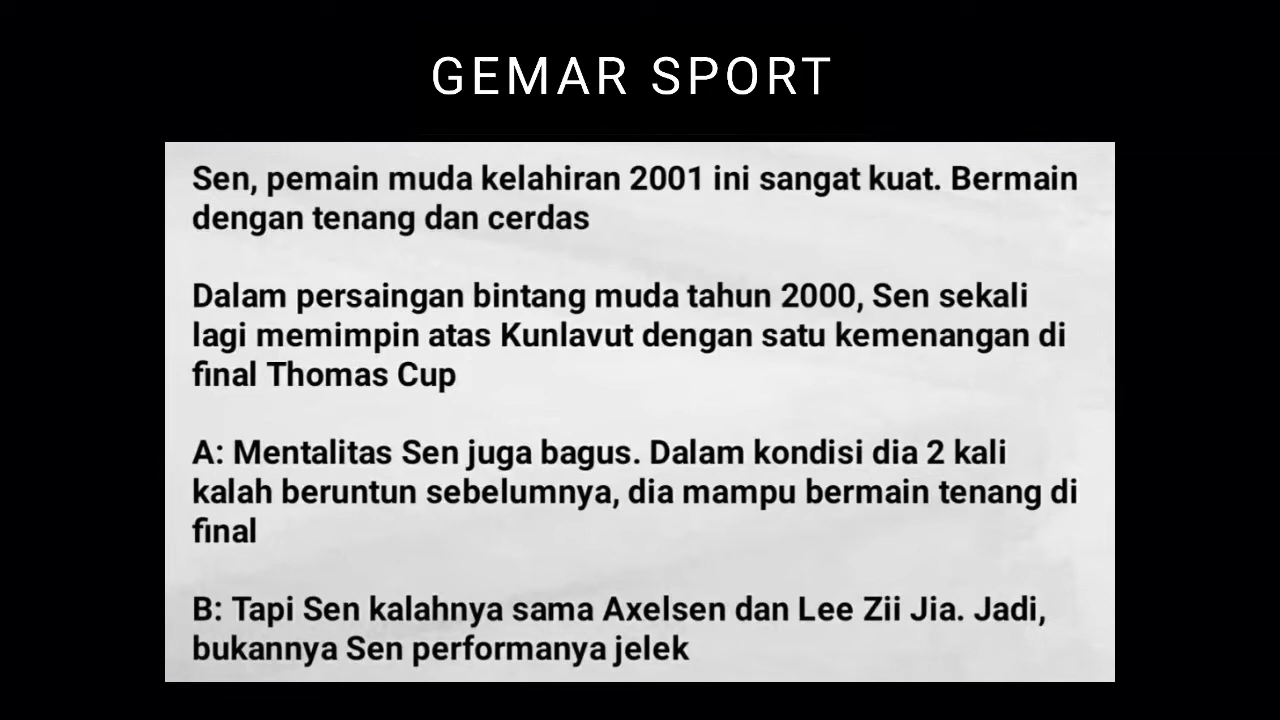 GEMAR SPORT
Sen, pemain muda kelahiran 2001 ini sangat kuat. Bermain
dengan tenang dan cerdas
Dalam persaingan bintang muda tahun 2000, Sen sekali
lagi memimpin atas Kunlavut dengan satu kemenangan di
final Thomas Cup
A: Mentalitas Sen juga bagus. Dalam kondisi dia 2 kali
kalah beruntun sebelumnya, dia mampu bermain tenang di
final
B: Tapi Sen kalahnya sama Axelsen dan Lee Zii Jia. Jadi,
bukannya Sen performanya jelek